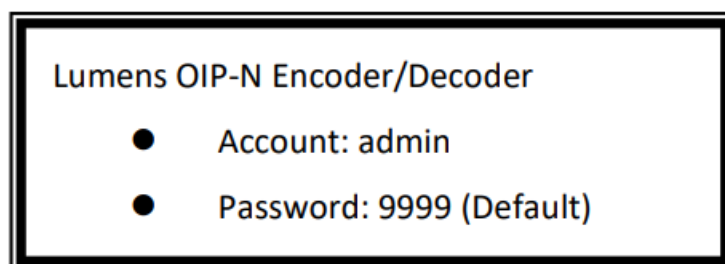 Lumens OIP-N Encoder/Decoder
● Account: admin
● Password: 9999 (Default)